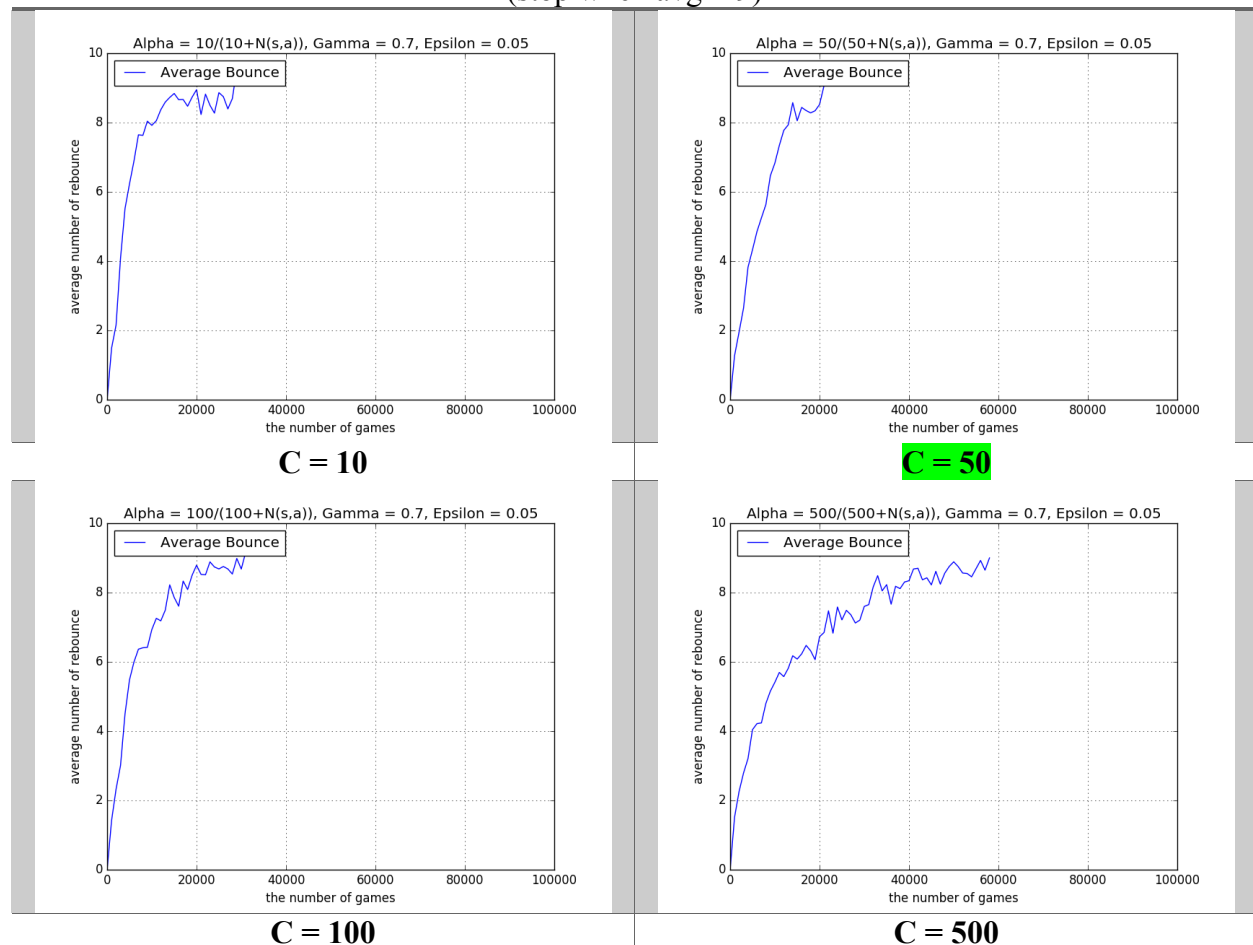 Alpha = 10/(10+N(s,a)), Gamma = 0.7, Epsilon = 0.05
Average Bounce
10
8
6
4
2
0
average number of rebounce
0 20000 40000 60000 80000 100000
the number of games
C = 10
Alpha = 50/(50+N(s,a)), Gamma = 0.7, Epsilon = 0.05
Average Bounce
10
8
6
4
2
0
average number of rebounce
0 20000 40000 60000 80000 100000
the number of games
C = 50
Alpha = 100/(100+N(s,a)), Gamma = 0.7, Epsilon = 0.05
Average Bounce
10
8
6
4
2
0
average number of rebounce
0 20000 40000 60000 80000 100000
the number of games
C = 100
Alpha = 500/(500+N(s,a)), Gamma = 0.7, Epsilon = 0.05
Average Bounce
10
8
6
4
2
0
average number of rebounce
0 20000 40000 60000 80000 100000
the number of games
C = 500